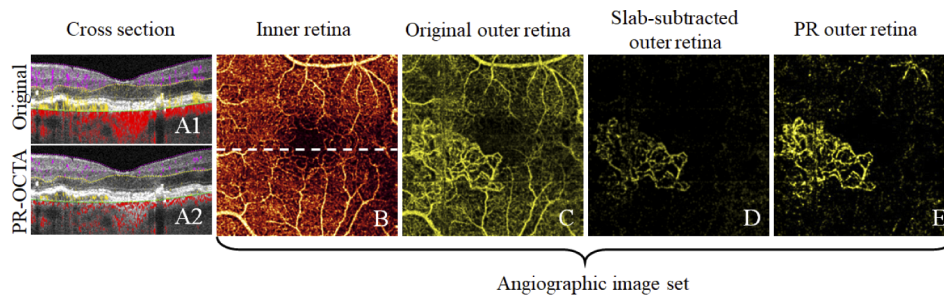 Cross section
Inner retina
Original outer retina
Slab-subtracted
outer retina
PR outer retina
Original
A1
PR-OCTA
A2
B
C
D
E
Angiographic image set